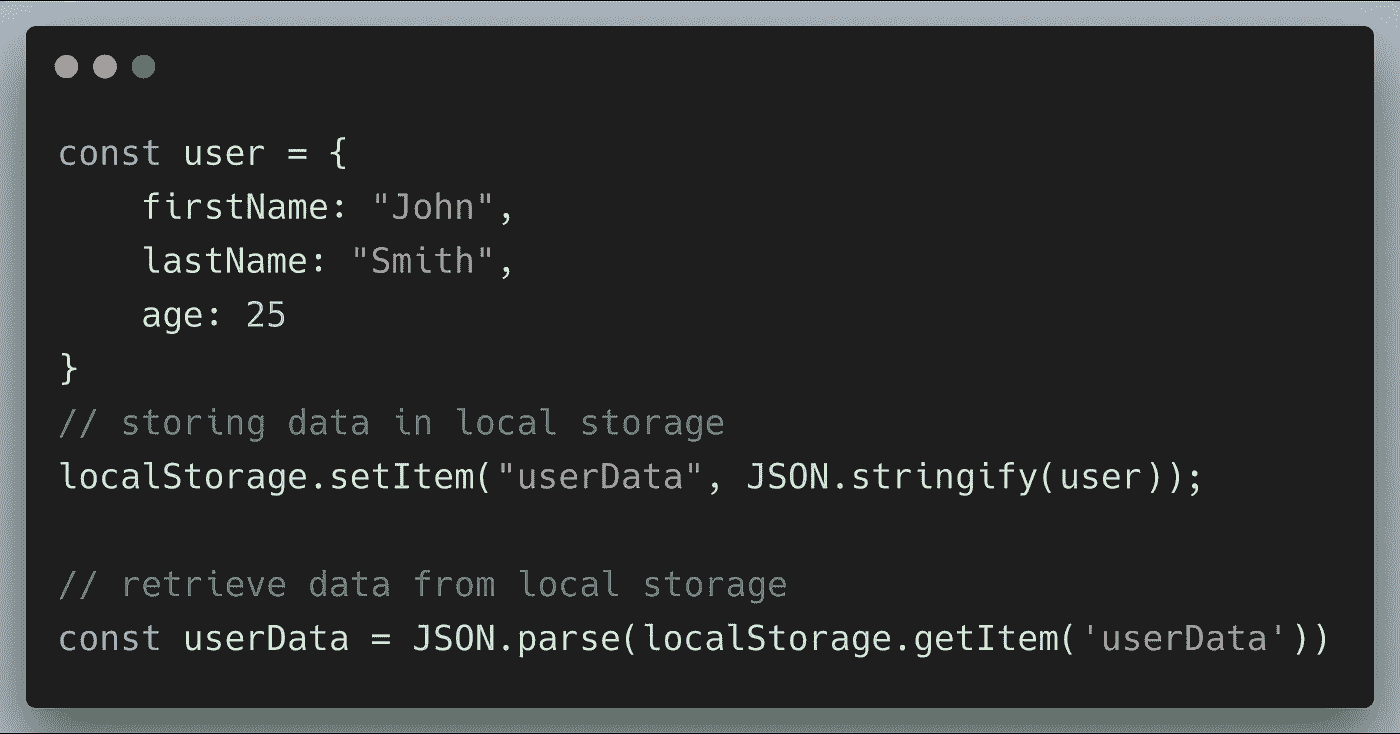 const user = {
    firstName: "John",
    lastName: "Smith",
    age: 25
}
// storing data in local storage
localStorage.setItem("userData", JSON.stringify(user));

// retrieve data from local storage
const userData = JSON.parse(localStorage.getItem('userData'))